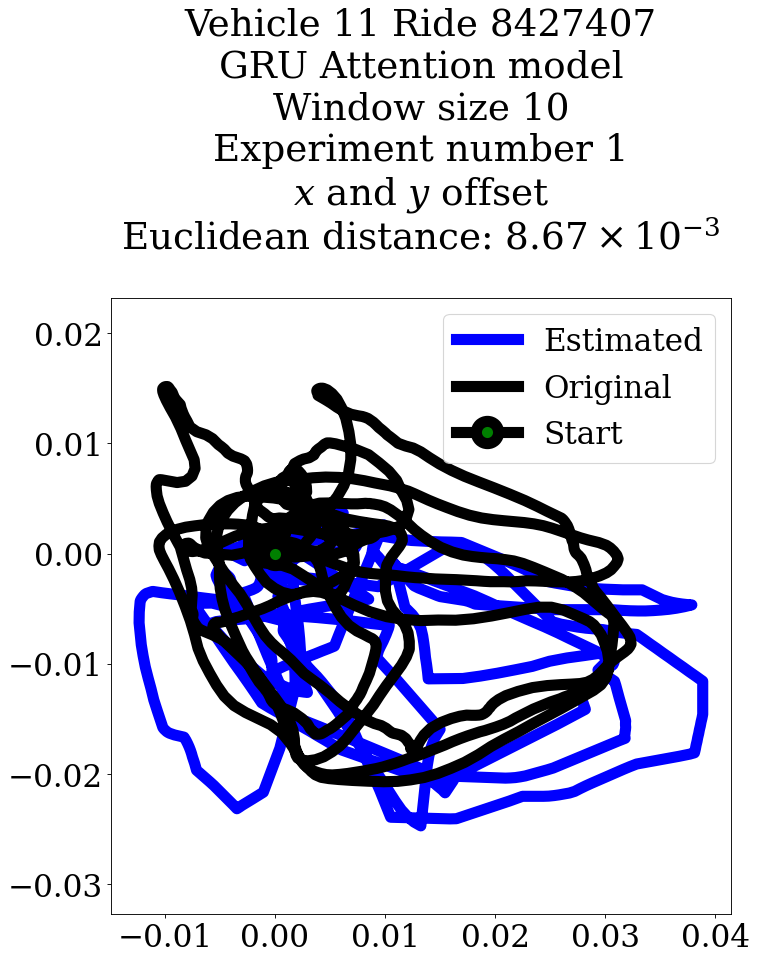 Vehicle 11 Ride 8427407
GRU Attention model
Window size 10
Experiment number 1
x and y offset
Euclidean distance: 8.67 × 10⁻³
Estimated
Original
Start
0.02
0.01
0.00
−0.01
−0.02
−0.03
−0.01 0.00 0.01 0.02 0.03 0.04